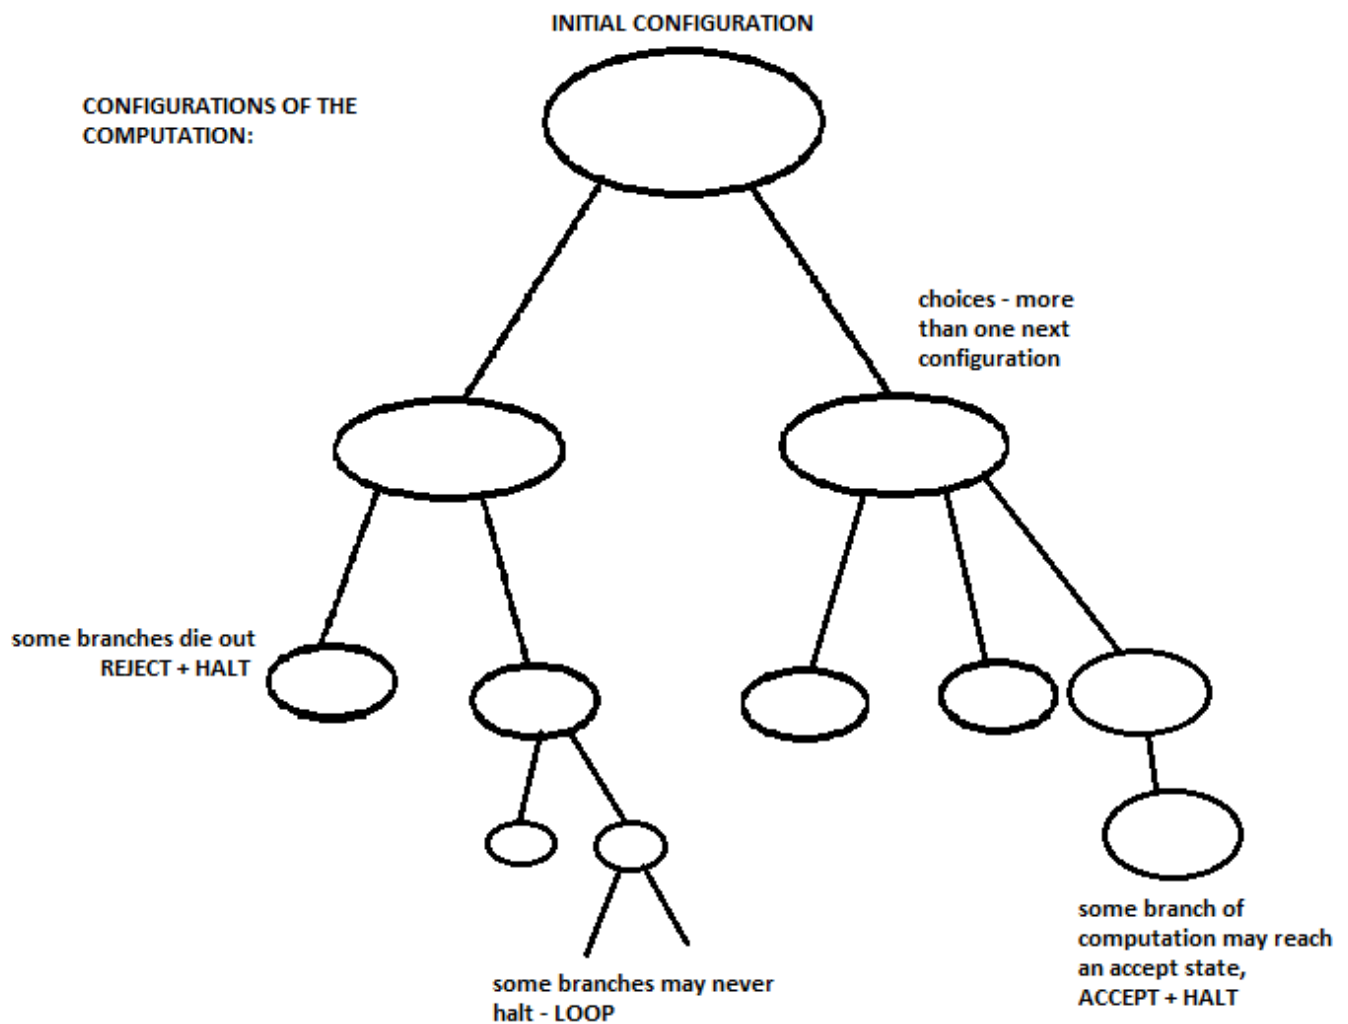 INITIAL CONFIGURATION
CONFIGURATIONS OF THE
COMPUTATION:
choices - more
than one next
configuration
some branches die out
REJECT + HALT
some branch of
computation may reach
an accept state,
ACCEPT + HALT
some branches may never
halt - LOOP